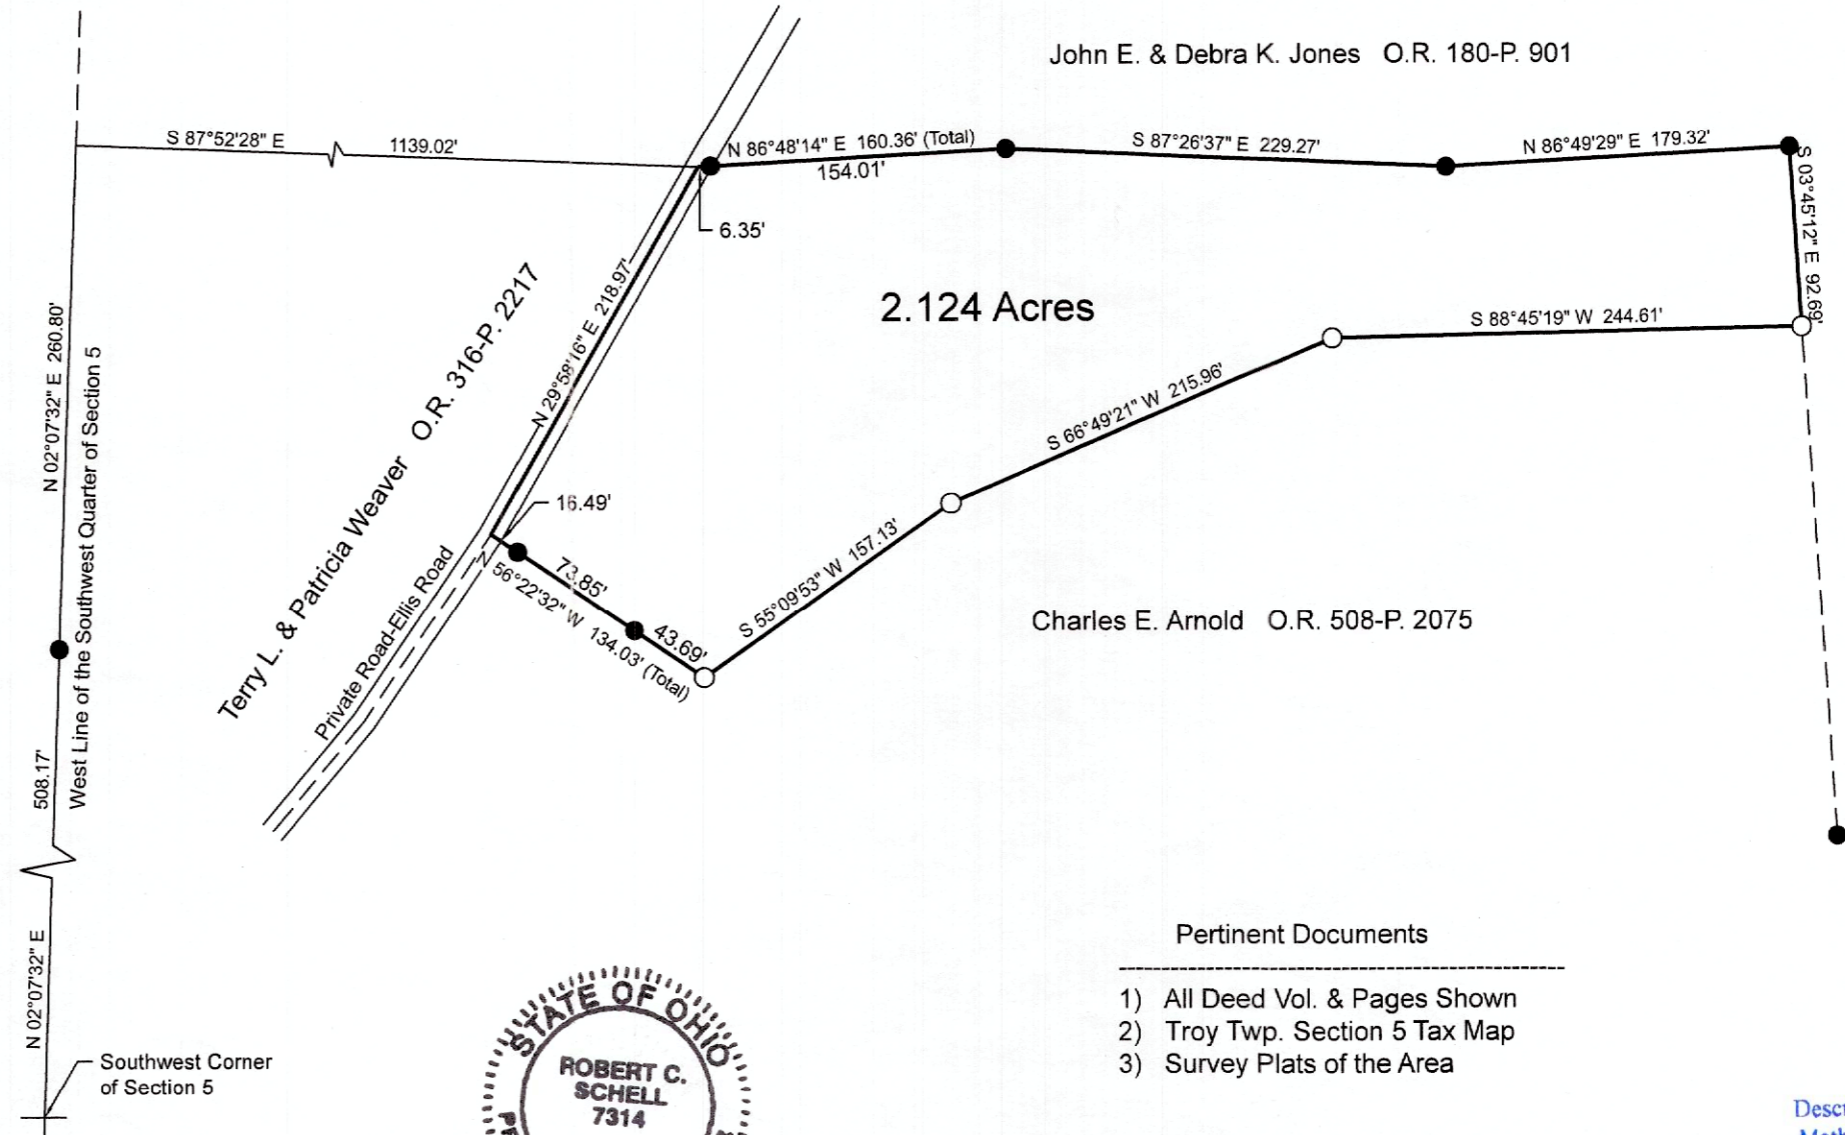 John E. & Debra K. Jones O.R. 180-P. 901
S 87°52'28" E 1139.02'
N 86°48'14" E 160.36' (Total)
154.01'
S 87°26'37" E 229.27'
N 86°49'29" E 179.32'
S 03°45'12" E 92.69'
6.35'
2.124 Acres
N 29°58'16" E 218.97'
Terry L. & Patricia Weaver O.R. 316-P. 2217
N 02°07'32" E 260.80'
West Line of the Southwest Quarter of Section 5
S 88°45'19" W 244.61'
S 66°49'21" W 215.96'
16.49'
S 55°09'53" W 157.13'
73.85'
43.69'
N 56°22'32" W 134.03' (Total)
Private Road-Ellis Road
Charles E. Arnold O.R. 508-P. 2075
508.17'
N 02°07'32" E
Southwest Corner
of Section 5
STATE OF OHIO
ROBERT C.
SCHELL
7314
Pertinent Documents
1) All Deed Vol. & Pages Shown
2) Troy Twp. Section 5 Tax Map
3) Survey Plats of the Area